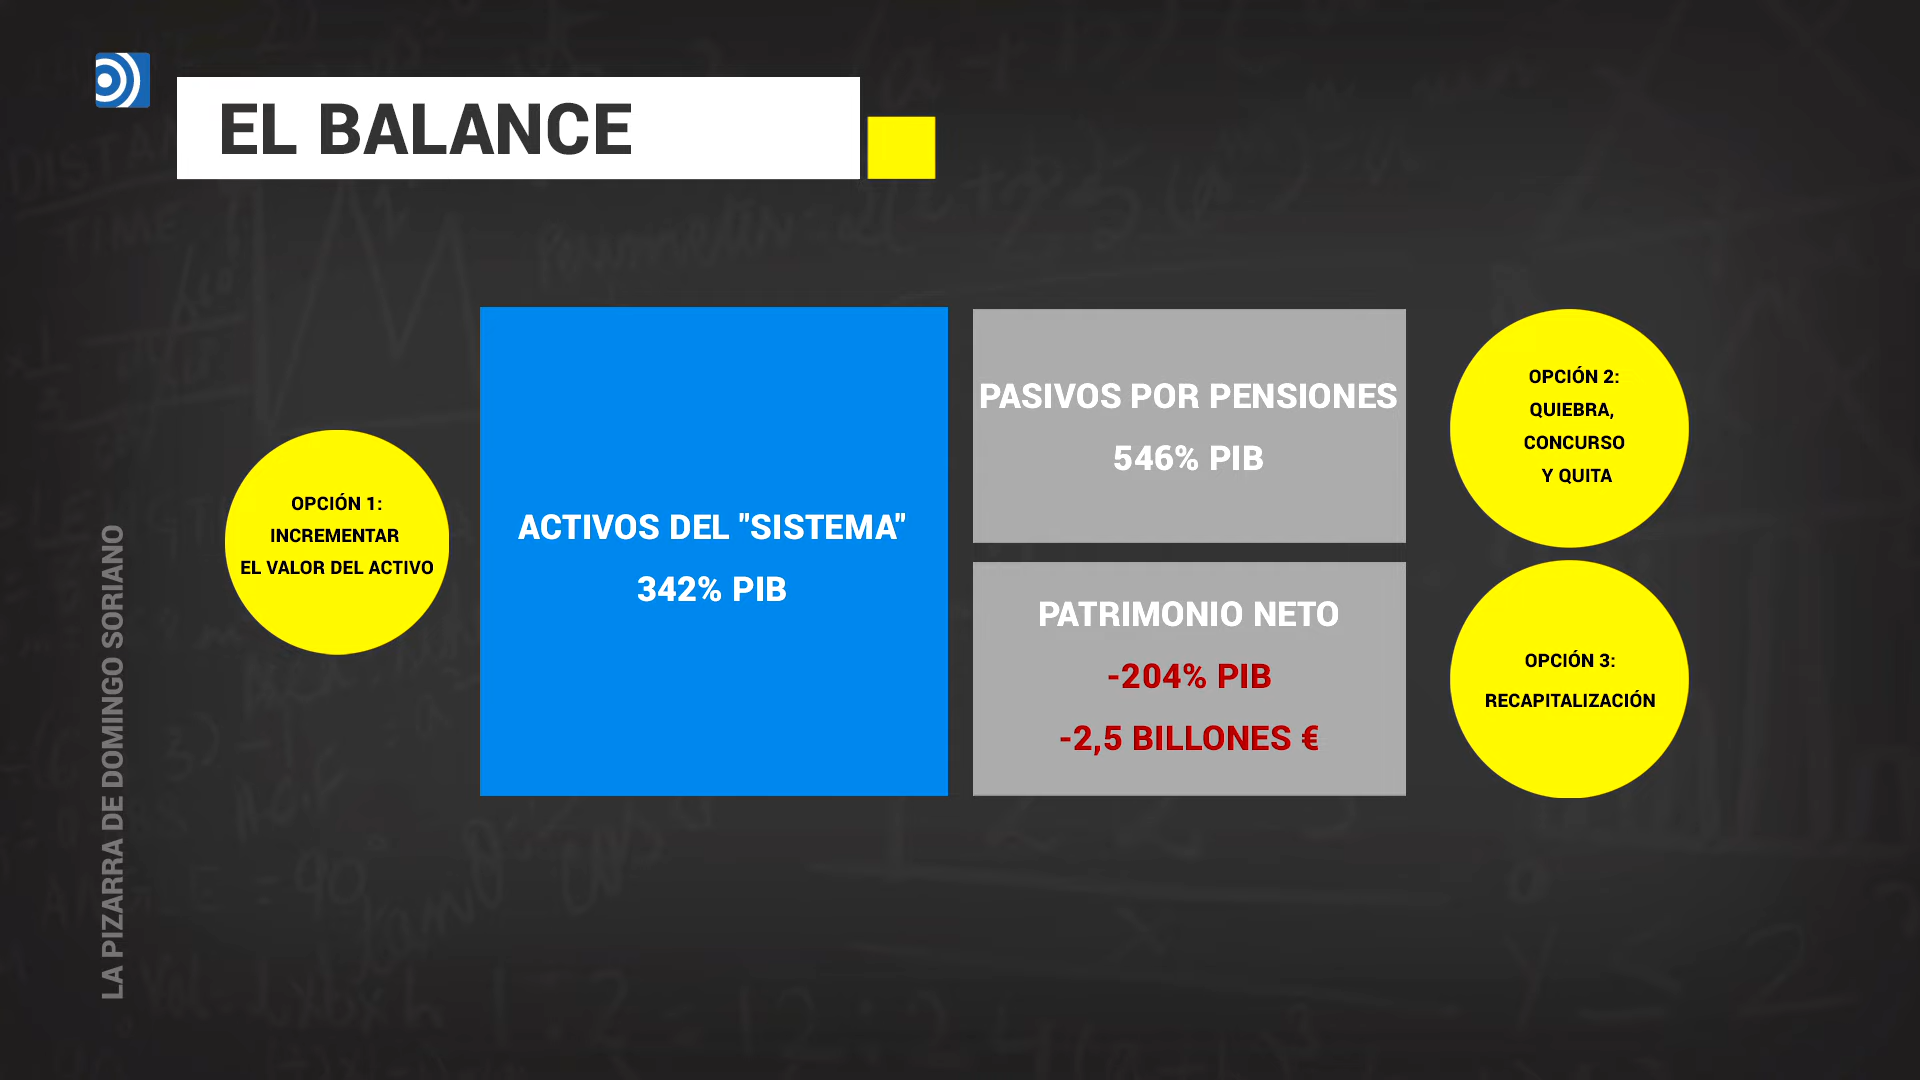 EL BALANCE
OPCIÓN 1:
INCREMENTAR
EL VALOR DEL ACTIVO
ACTIVOS DEL "SISTEMA"
342% PIB
PASIVOS POR PENSIONES
546% PIB
PATRIMONIO NETO
-204% PIB
-2,5 BILLONES €
OPCIÓN 2:
QUIEBRA,
CONCURSO
Y QUITA
OPCIÓN 3:
RECAPITALIZACIÓN
LA PIZARRA DE DOMINGO SORIANO